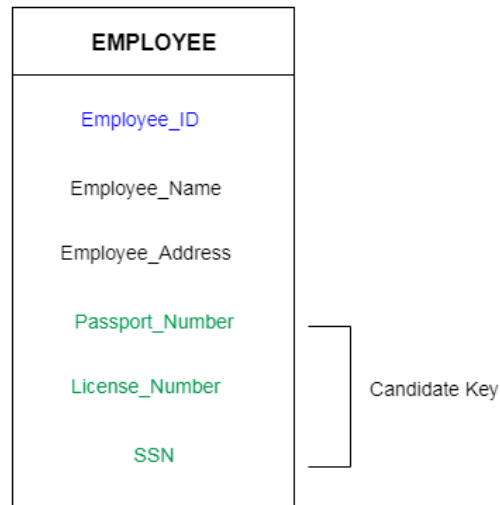 EMPLOYEE
Employee_ID
Employee_Name
Employee_Address
Passport_Number
License_Number
Candidate Key
SSN